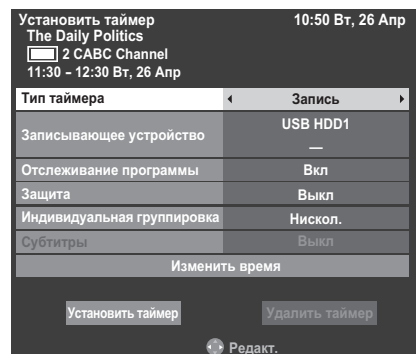 Установить таймер 10:50 Вт, 26 Апр
The Daily Politics
2 CABC Channel
11:30 - 12:30 Вт, 26 Апр
Тип таймера Запись
Записывающее устройство USB HDD1
—
Отслеживание программы Вкл
Защита Выкл
Индивидуальная группировка Нискол.
Субтитры Выкл
Изменить время
Установить таймер Удалить таймер
Редакт.